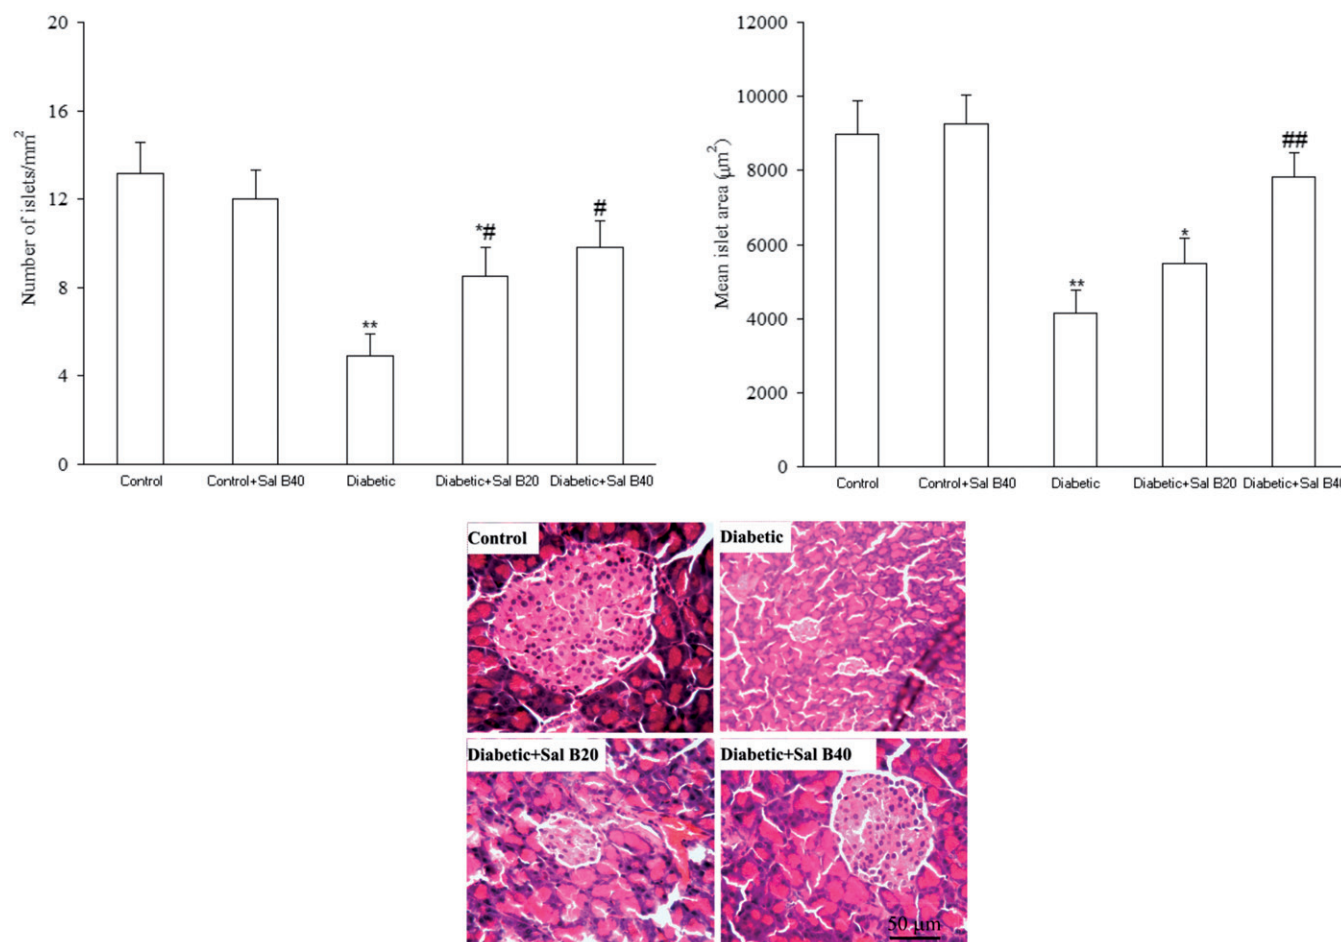 Number of islets/mm²
20
16
12
8
4
0
**
*#
#
Control
Control+Sal B40
Diabetic
Diabetic+Sal B20
Diabetic+Sal B40
Mean islet area (μm²)
12000
10000
8000
6000
4000
2000
0
**
*
##
Control
Control+Sal B40
Diabetic
Diabetic+Sal B20
Diabetic+Sal B40
Control
Diabetic
Diabetic+Sal B20
Diabetic+Sal B40
50 μm